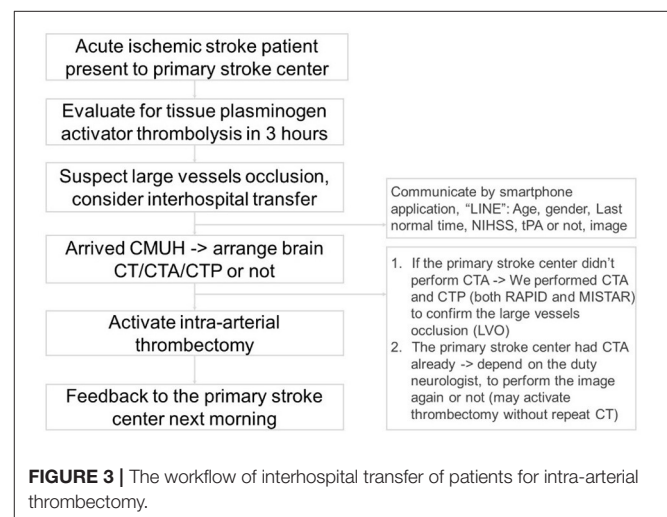 Acute ischemic stroke patient
present to primary stroke center
Evaluate for tissue plasminogen
activator thrombolysis in 3 hours
Suspect large vessels occlusion,
consider interhospital transfer
Communicate by smartphone
application, “LINE”: Age, gender, Last
normal time, NIHSS, tPA or not, image
Arrived CMUH -> arrange brain
CT/CTA/CTP or not
1. If the primary stroke center didn’t
perform CTA -> We performed CTA
and CTP (both RAPID and MISTAR)
to confirm the large vessels
occlusion (LVO)
2. The primary stroke center had CTA
already -> depend on the duty
neurologist, to perform the image
again or not (may activate
thrombectomy without repeat CT)
Activate intra-arterial
thrombectomy
Feedback to the primary stroke
center next morning
FIGURE 3 | The workflow of interhospital transfer of patients for intra-arterial
thrombectomy.